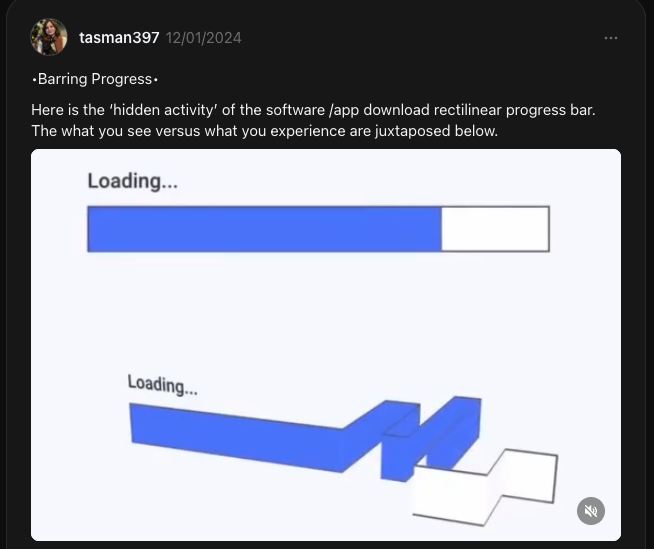 tasman397 12/01/2024
•Barring Progress•
Here is the ‘hidden activity’ of the software /app download rectilinear progress bar.
The what you see versus what you experience are juxtaposed below.
Loading...
Loading...